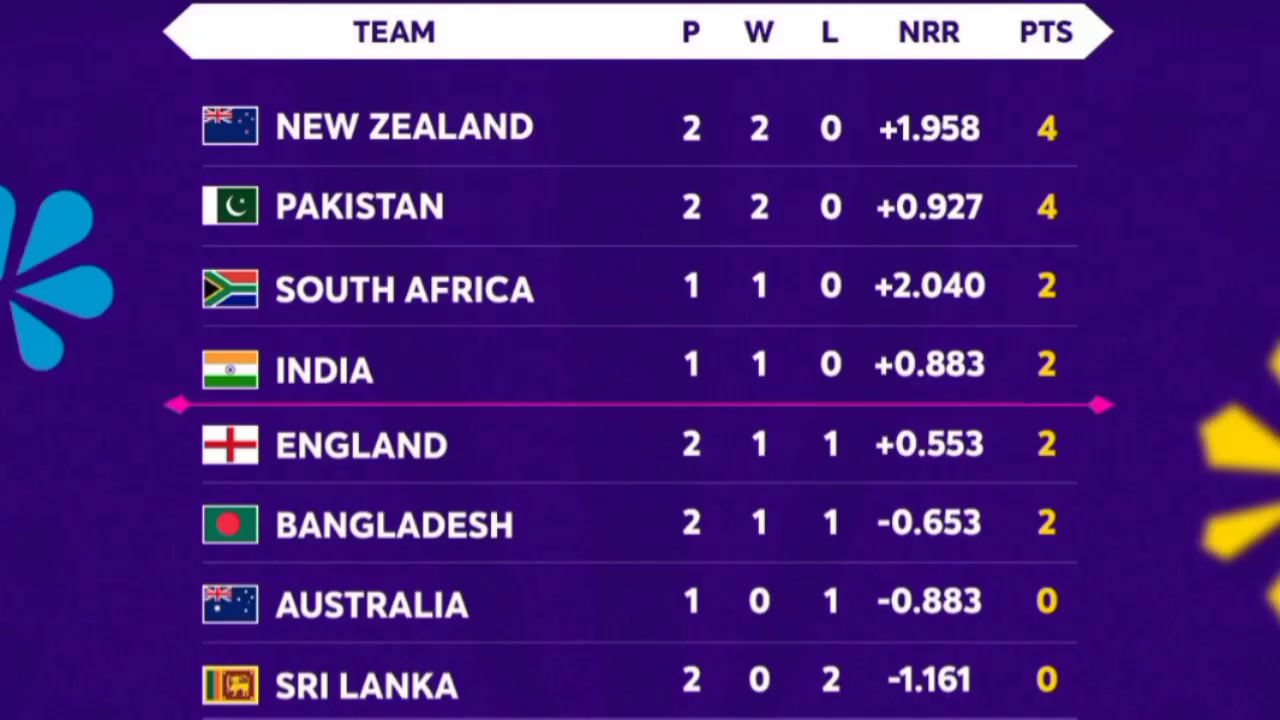 TEAM P W L NRR PTS
NEW ZEALAND 2 2 0 +1.958 4
PAKISTAN 2 2 0 +0.927 4
SOUTH AFRICA 1 1 0 +2.040 2
INDIA 1 1 0 +0.883 2
ENGLAND 2 1 1 +0.553 2
BANGLADESH 2 1 1 -0.653 2
AUSTRALIA 1 0 1 -0.883 0
SRI LANKA 2 0 2 -1.161 0